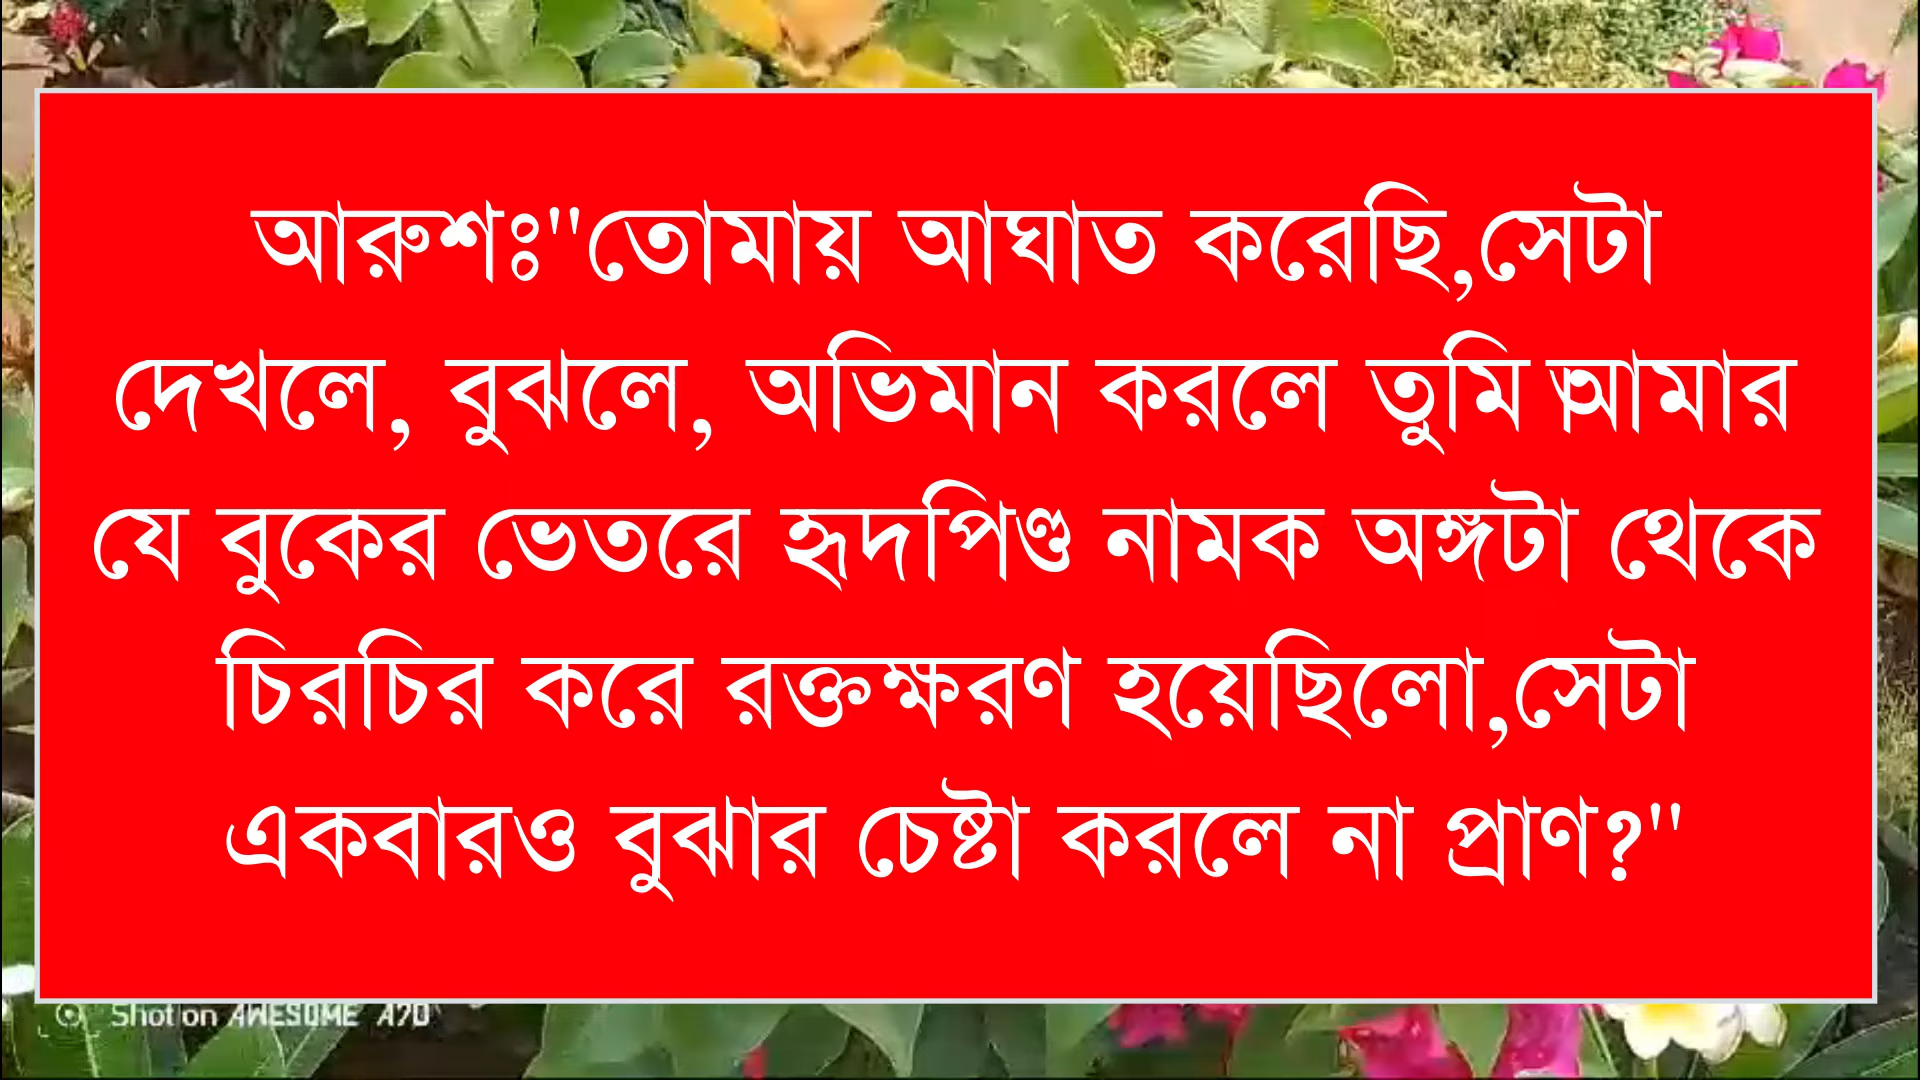 আরুশঃ"তোমায় আঘাত করেছি,সেটা
দেখলে, বুঝলে, অভিমান করলে তুমি আমার
যে বুকের ভেতরে হৃদপিণ্ড নামক অঙ্গটা থেকে
চিরচির করে রক্তক্ষরণ হয়েছিলো,সেটা
একবারও বুঝার চেষ্টা করলে না প্রাণ?"
Shot on AWESOME A70